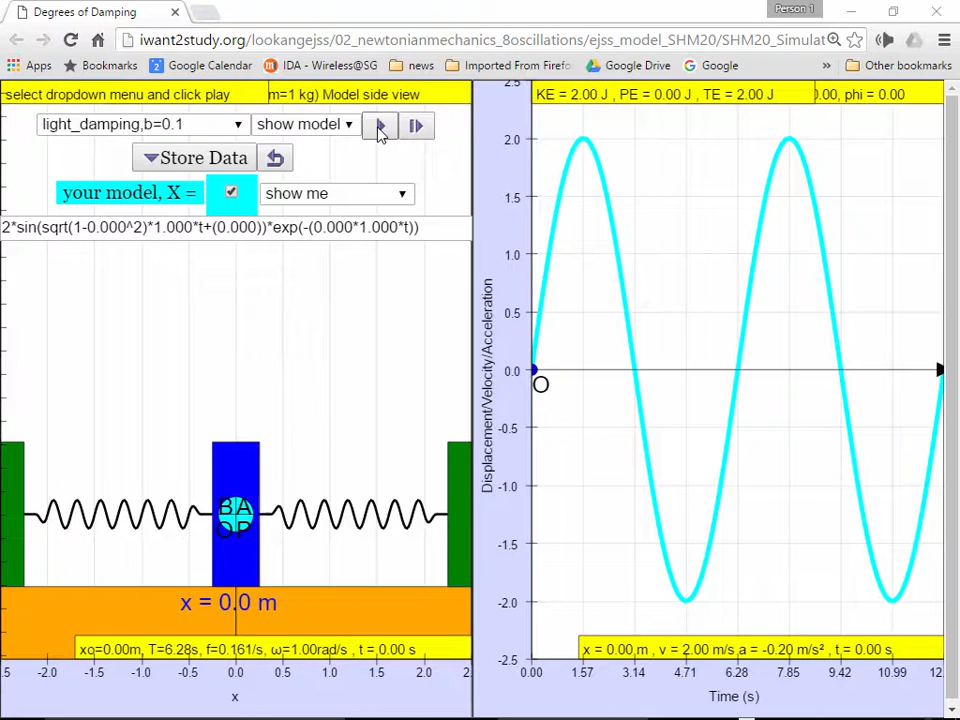 Degrees of Damping
Person 1
iwant2study.org/lookangejss/02_newtonianmechanics_8oscillations/ejss_model_SHM20/SHM20_Simulat
Apps Bookmarks Google Calendar IDA - Wireless@SG news Imported From Firefo Google Drive Google » Other bookmarks
select dropdown menu and click play m=1 kg) Model side view
light_damping,b=0.1 show model
Store Data
your model, X = show me
2*sin(sqrt(1-0.000^2)*1.000*t+(0.000))*exp(-(0.000*1.000*t))
B A
O P
x = 0.0 m
xo=0.00m, T=6.28s, f=0.161/s, ω=1.00rad/s , t = 0.00 s
.5 -2.0 -1.5 -1.0 -0.5 0.0 0.5 1.0 1.5 2.0 2.
x
KE = 2.00 J , PE = 0.00 J , TE = 2.00 J 0.00, phi = 0.00
2.5
2.0
1.5
1.0
0.5
0.0
-0.5
-1.0
-1.5
-2.0
-2.5
Displacement/Velocity/Acceleration
O
x = 0.00 m , v = 2.00 m/s,a = -0.20 m/s² , t = 0.00 s
0.00 1.57 3.14 4.71 6.28 7.85 9.42 10.99 12.
Time (s)